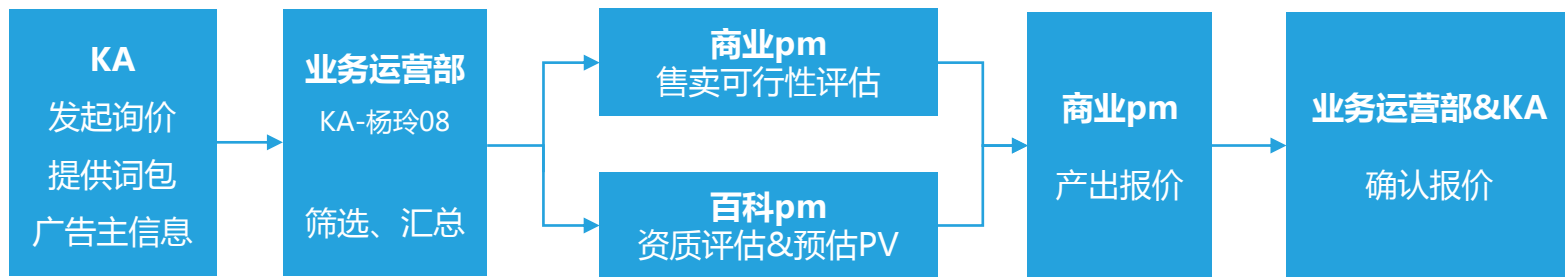 KA
发起询价
提供词包
广告主信息
业务运营部
KA-杨玲08
筛选、汇总
商业pm
售卖可行性评估
百科pm
资质评估&预估PV
商业pm
产出报价
业务运营部&KA
确认报价